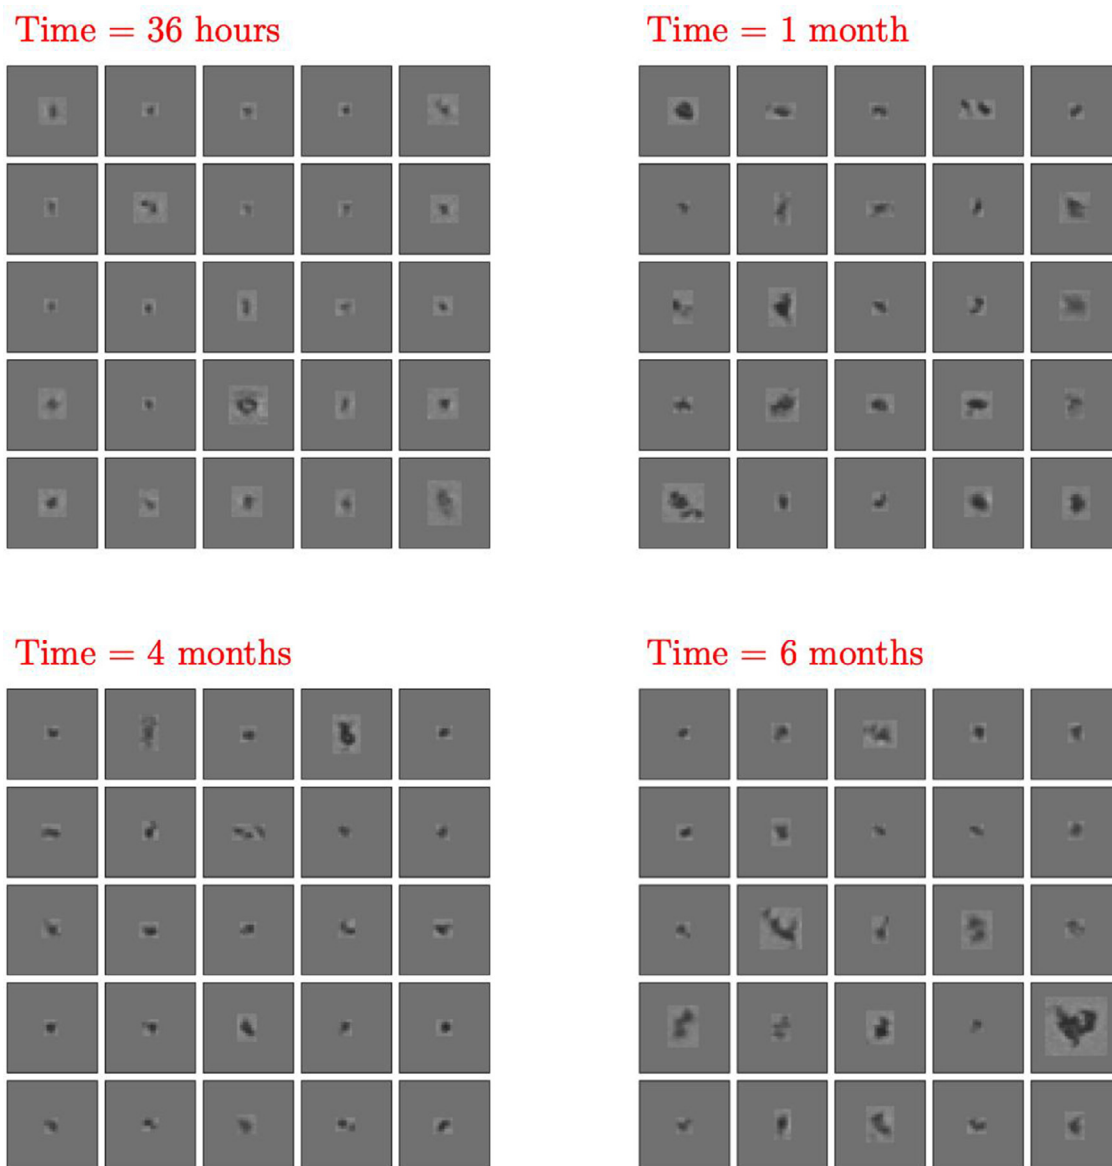 Time = 36 hours
Time = 1 month
Time = 4 months
Time = 6 months